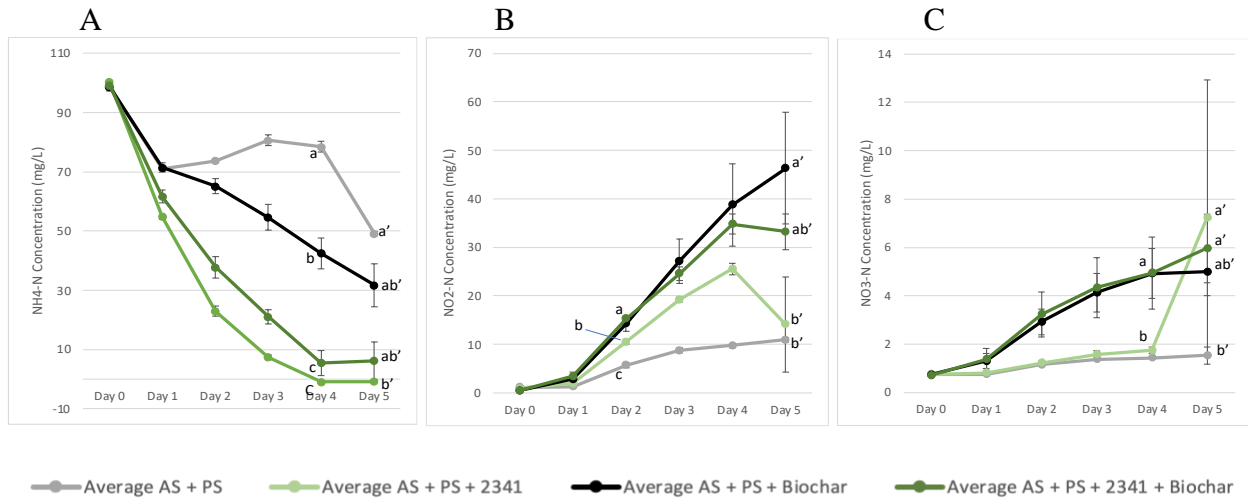 A
B
C
110
90
70
50
30
10
-10
NH4-N Concentration (mg/L)
a
a'
b
ab'
c
ab'
c
b'
Day 0 Day 1 Day 2 Day 3 Day 4 Day 5
70
60
50
40
30
20
10
0
NO2-N Concentration (mg/L)
a'
ab'
a
b
b'
b'
c
Day 0 Day 1 Day 2 Day 3 Day 4 Day 5
14
12
10
8
6
4
2
0
NO3-N Concentration (mg/L)
a'
a'
a
ab'
b
b'
Day 0 Day 1 Day 2 Day 3 Day 4 Day 5
Average AS + PS Average AS + PS + 2341 Average AS + PS + Biochar Average AS + PS + 2341 + Biochar